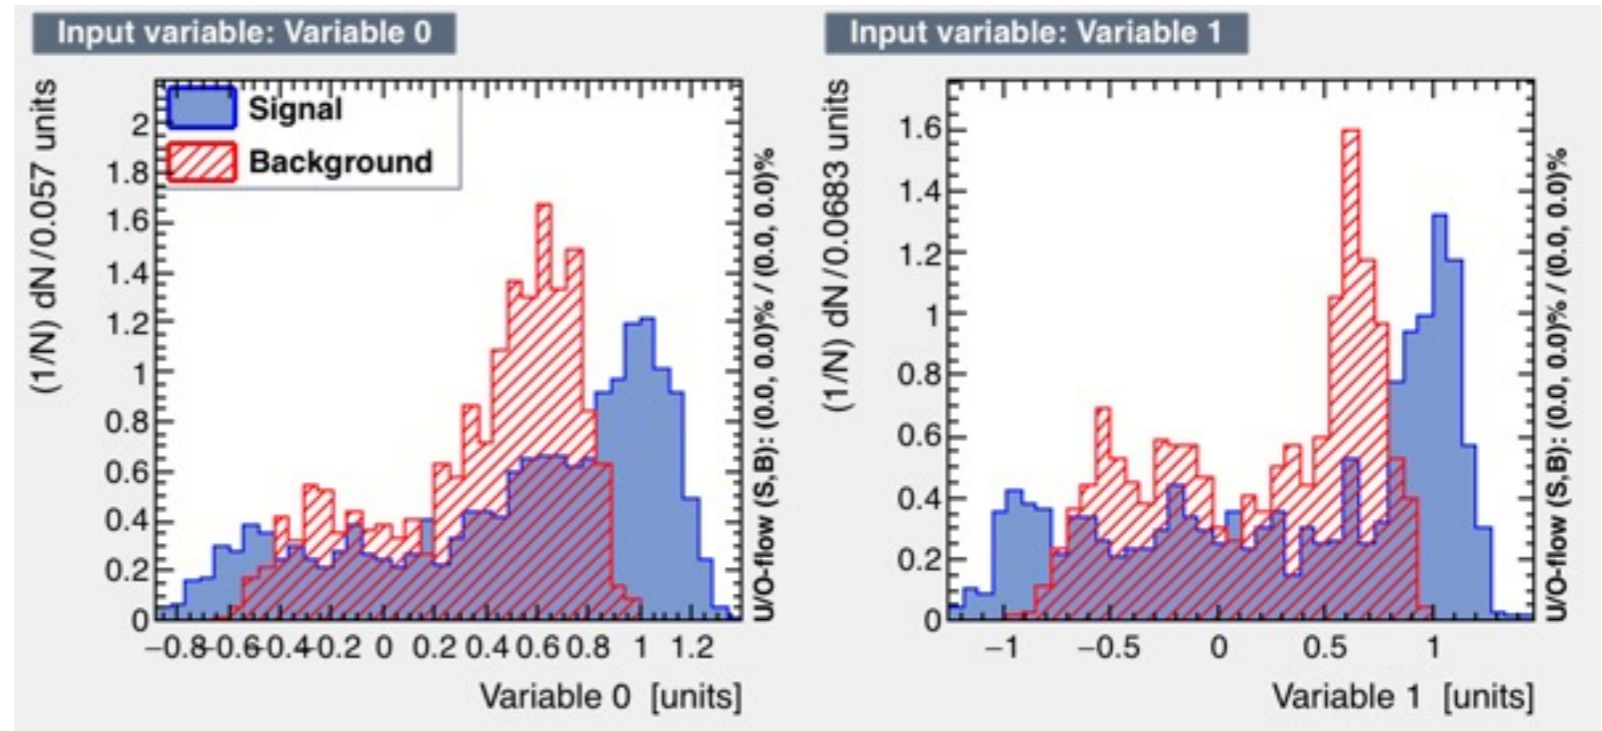 Input variable: Variable 0
(1/N) dN / 0.057 units
Signal
Background
2
1.8
1.6
1.4
1.2
1
0.8
0.6
0.4
0.2
0
−0.8 −0.6 −0.4 −0.2 0 0.2 0.4 0.6 0.8 1 1.2
Variable 0 [units]
U/O-flow (S,B): (0.0, 0.0)% / (0.0, 0.0)%
Input variable: Variable 1
(1/N) dN / 0.0683 units
1.6
1.4
1.2
1
0.8
0.6
0.4
0.2
0
−1 −0.5 0 0.5 1
Variable 1 [units]
U/O-flow (S,B): (0.0, 0.0)% / (0.0, 0.0)%